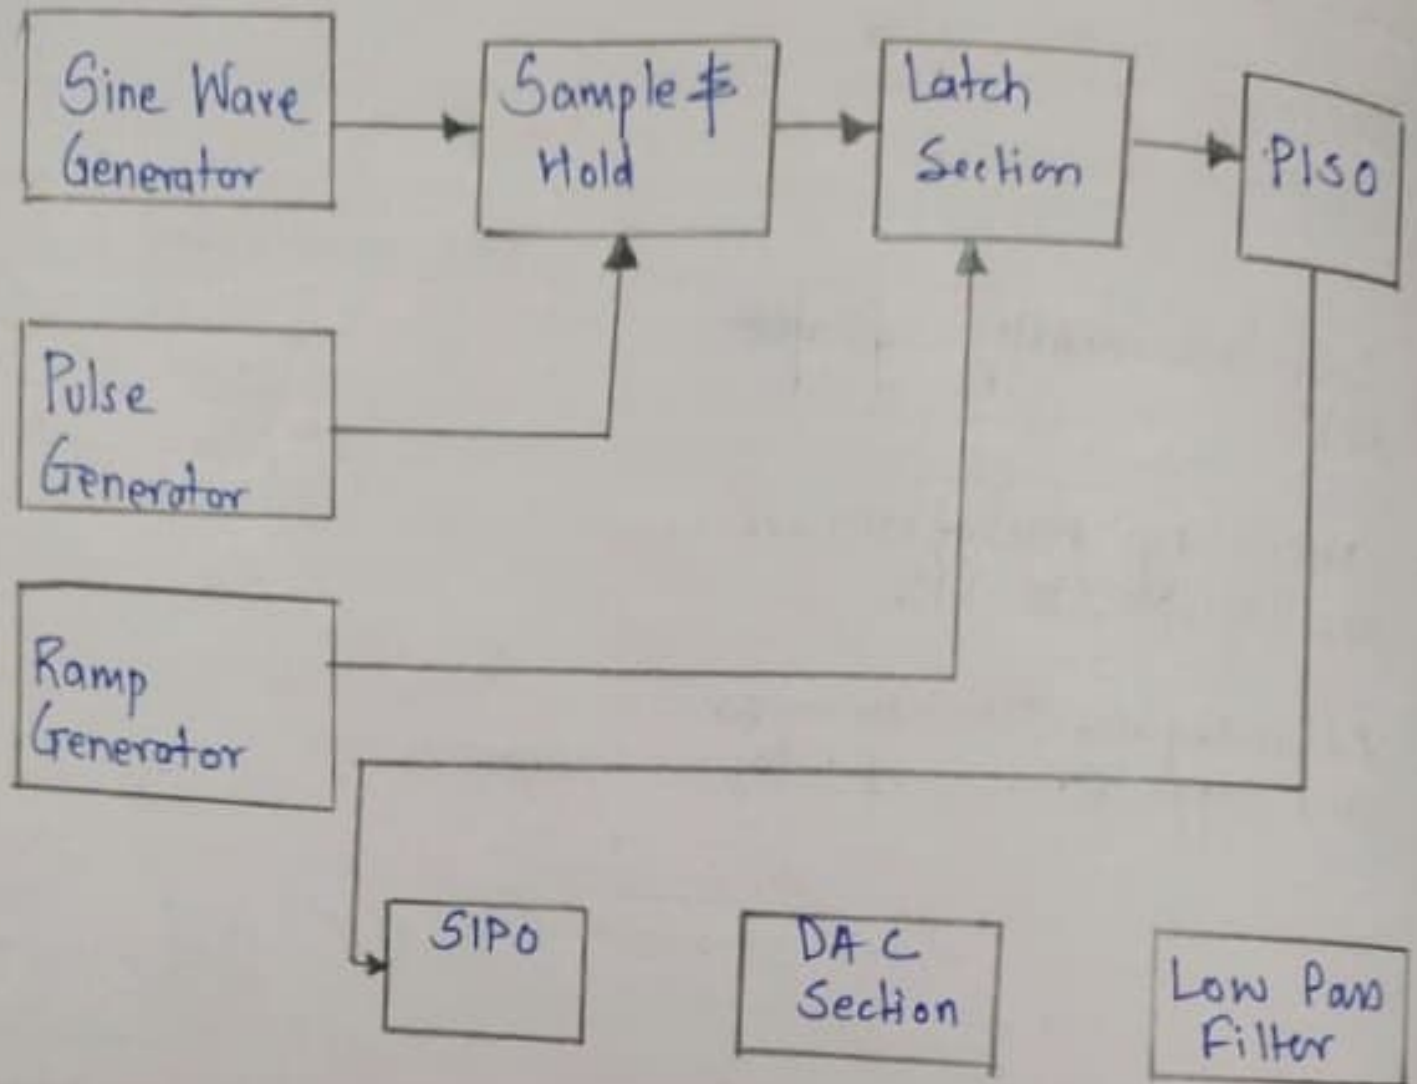 Sine Wave
Generator
Sample &
Hold
Latch
Section
PISO
Pulse
Generator
Ramp
Generator
SIPO
DAC
Section
Low Pass
Filter